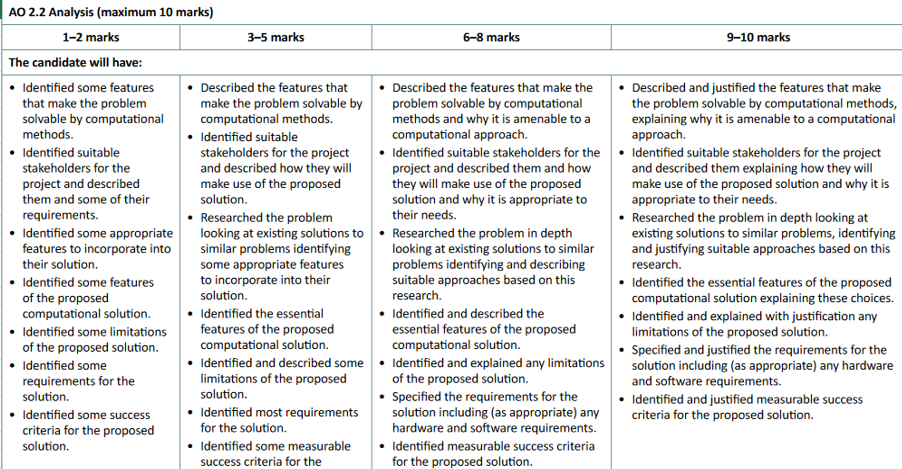 AO 2.2 Analysis (maximum 10 marks)
1–2 marks
3–5 marks
6–8 marks
9–10 marks
The candidate will have:
• Identified some features
that make the problem
solvable by computational
methods.
• Identified suitable
stakeholders for the
project and described
them and some of their
requirements.
• Identified some appropriate
features to incorporate into
their solution.
• Identified some features
of the proposed
computational solution.
• Identified some limitations
of the proposed solution.
• Identified some
requirements for the
solution.
• Identified some success
criteria for the proposed
solution.
• Described the features that
make the problem solvable by
computational methods.
• Identified suitable
stakeholders for the project
and described how they will
make use of the proposed
solution.
• Researched the problem
looking at existing solutions to
similar problems identifying
some appropriate features
to incorporate into their
solution.
• Identified the essential
features of the proposed
computational solution.
• Identified and described some
limitations of the proposed
solution.
• Identified most requirements
for the solution.
• Identified some measurable
success criteria for the
• Described the features that make the
problem solvable by computational
methods and why it is amenable to a
computational approach.
• Identified suitable stakeholders for the
project and described them and how
they will make use of the proposed
solution and why it is appropriate to
their needs.
• Researched the problem in depth
looking at existing solutions to similar
problems identifying and describing
suitable approaches based on this
research.
• Identified and described the
essential features of the proposed
computational solution.
• Identified and explained any limitations
of the proposed solution.
• Specified the requirements for the
solution including (as appropriate) any
hardware and software requirements.
• Identified measurable success criteria
for the proposed solution.
• Described and justified the features that make
the problem solvable by computational methods,
explaining why it is amenable to a computational
approach.
• Identified suitable stakeholders for the project
and described them explaining how they will
make use of the proposed solution and why it is
appropriate to their needs.
• Researched the problem in depth looking at
existing solutions to similar problems, identifying
and justifying suitable approaches based on this
research.
• Identified the essential features of the proposed
computational solution explaining these choices.
• Identified and explained with justification any
limitations of the proposed solution.
• Specified and justified the requirements for the
solution including (as appropriate) any hardware
and software requirements.
• Identified and justified measurable success
criteria for the proposed solution.